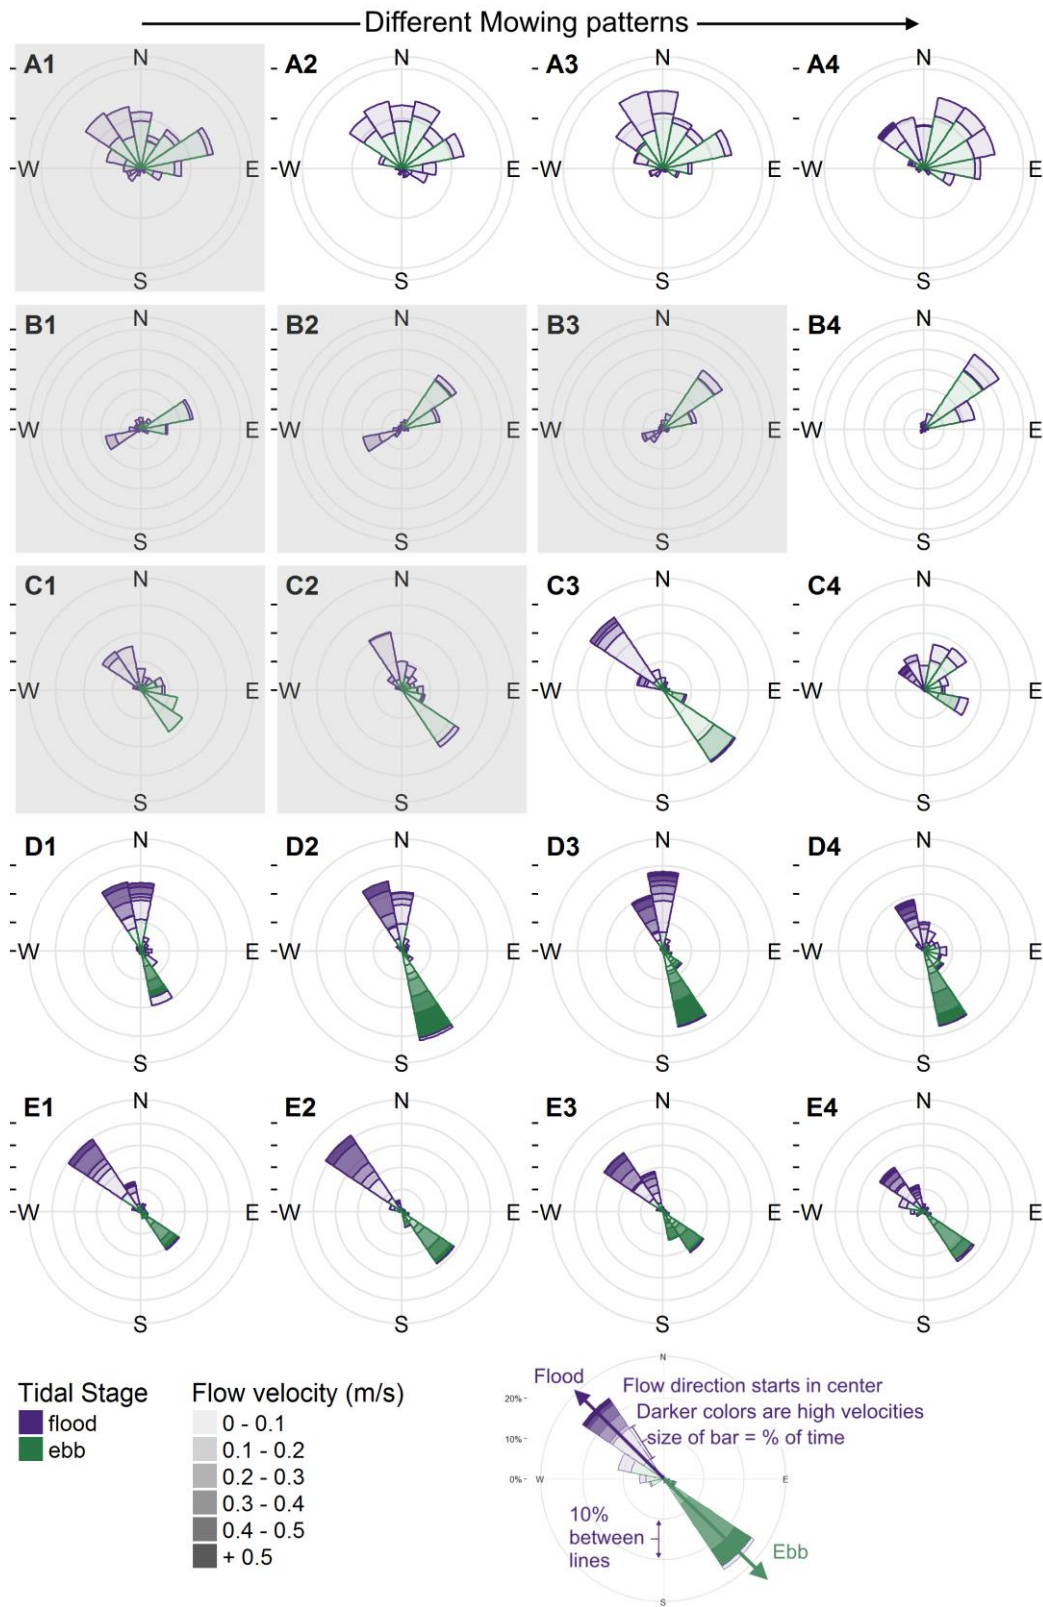 Different Mowing patterns
A1 N W E S
A2 N W E S
A3 N W E S
A4 N W E S
B1 N W E S
B2 N W E S
B3 N W E S
B4 N W E S
C1 N W E S
C2 N W E S
C3 N W E S
C4 N W E S
D1 N W E S
D2 N W E S
D3 N W E S
D4 N W E S
E1 N W E S
E2 N W E S
E3 N W E S
E4 N W E S
Tidal Stage
flood
ebb
Flow velocity (m/s)
0 - 0.1
0.1 - 0.2
0.2 - 0.3
0.3 - 0.4
0.4 - 0.5
+ 0.5
N
Flood
Flow direction starts in center
Darker colors are high velocities
size of bar = % of time
20%
10%
0%
W
E
10%
between
lines
Ebb
S